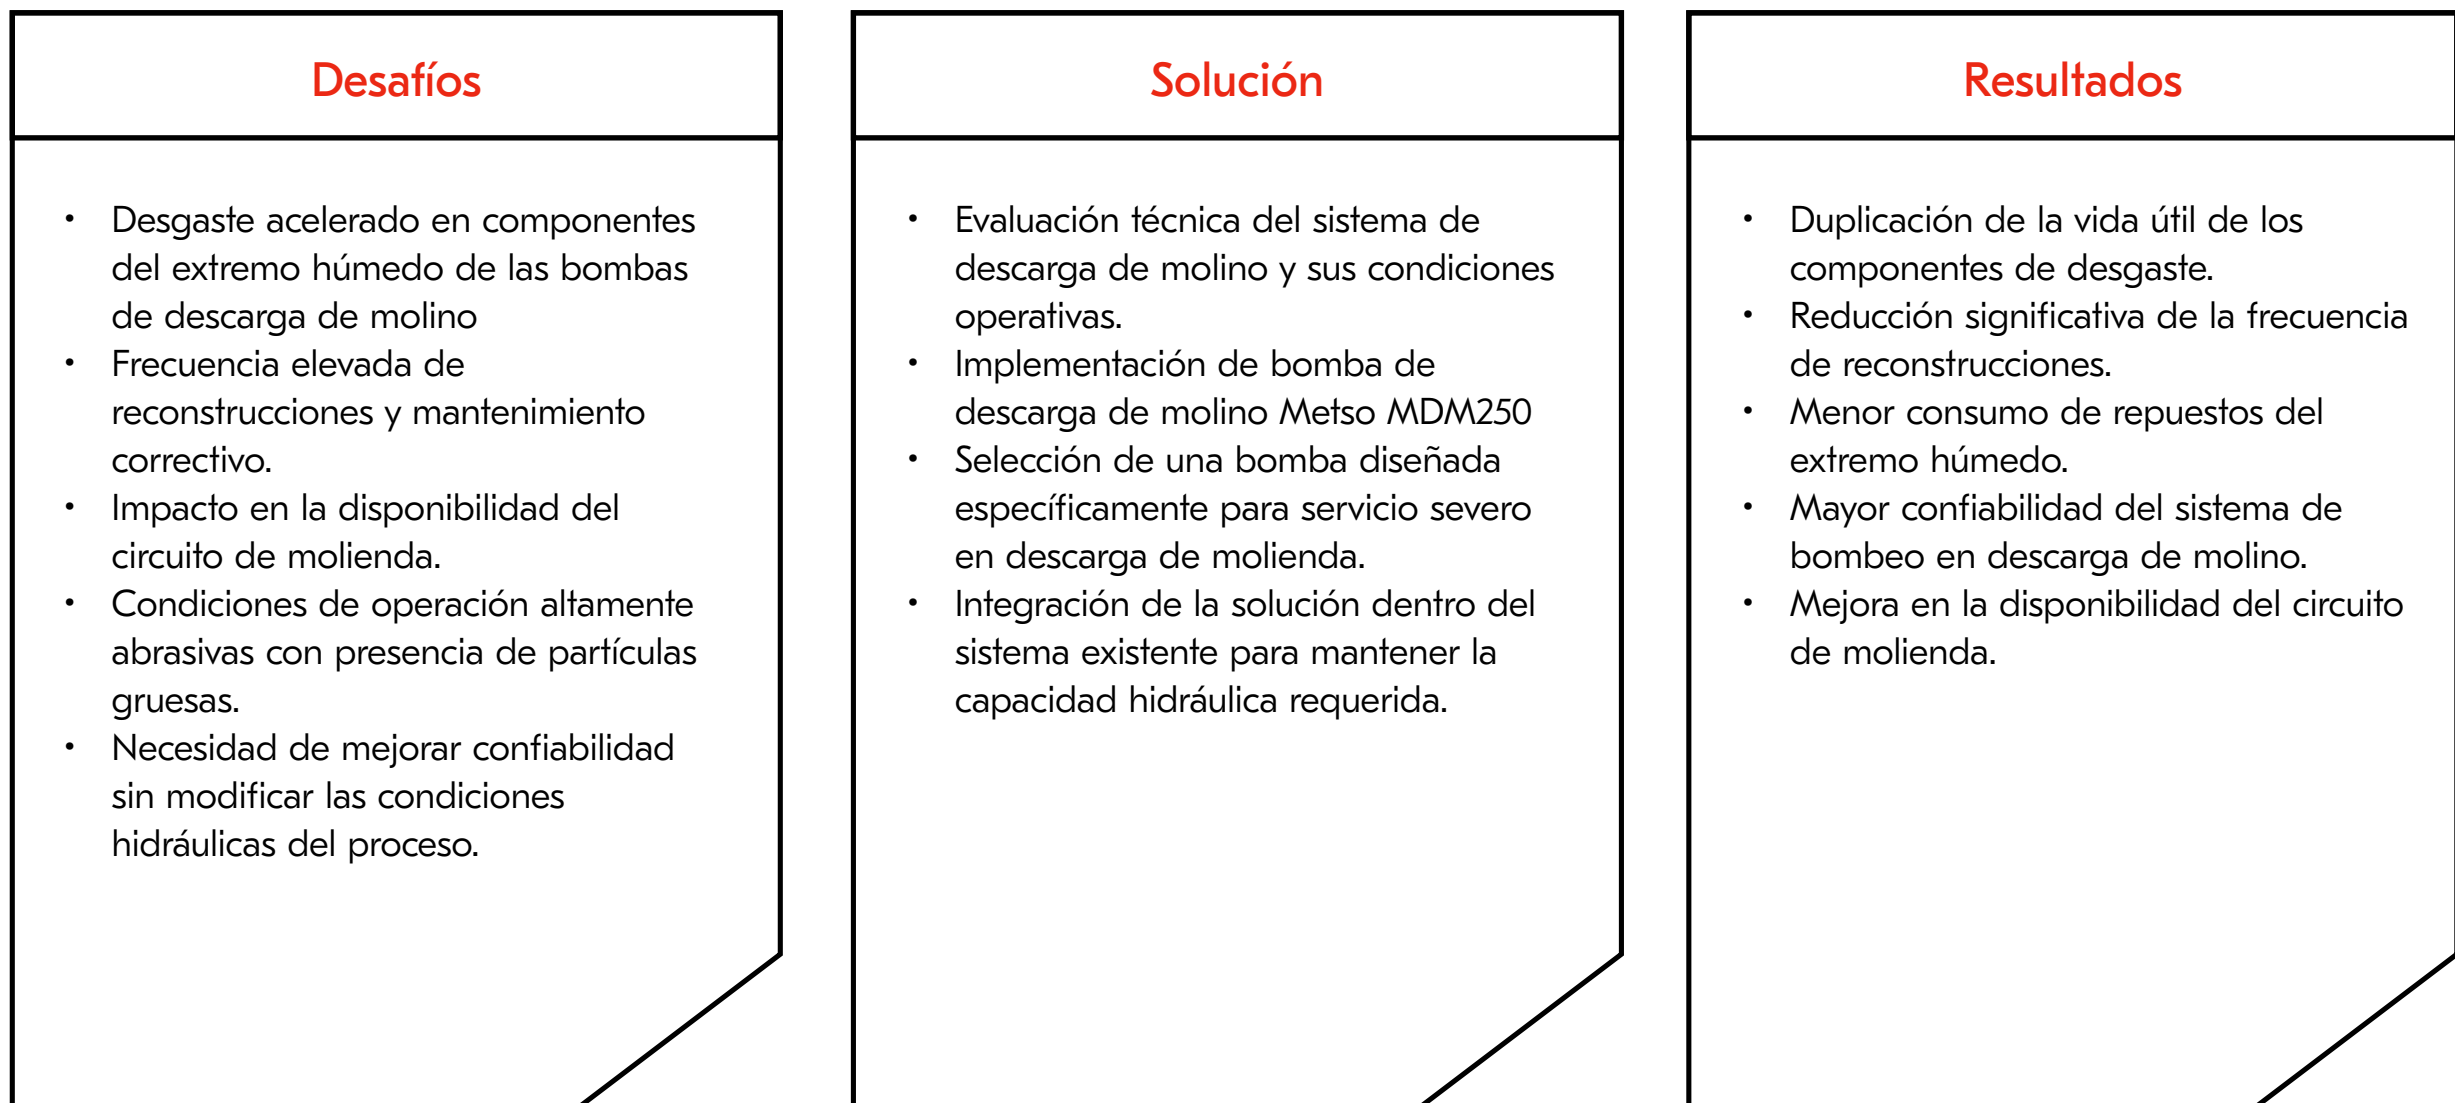 Desafíos
• Desgaste acelerado en componentes
del extremo húmedo de las bombas
de descarga de molino
• Frecuencia elevada de
reconstrucciones y mantenimiento
correctivo.
• Impacto en la disponibilidad del
circuito de molienda.
• Condiciones de operación altamente
abrasivas con presencia de partículas
gruesas.
• Necesidad de mejorar confiabilidad
sin modificar las condiciones
hidráulicas del proceso.
Solución
• Evaluación técnica del sistema de
descarga de molino y sus condiciones
operativas.
• Implementación de bomba de
descarga de molino Metso MDM250
• Selección de una bomba diseñada
específicamente para servicio severo
en descarga de molienda.
• Integración de la solución dentro del
sistema existente para mantener la
capacidad hidráulica requerida.
Resultados
• Duplicación de la vida útil de los
componentes de desgaste.
• Reducción significativa de la frecuencia
de reconstrucciones.
• Menor consumo de repuestos del
extremo húmedo.
• Mayor confiabilidad del sistema de
bombeo en descarga de molino.
• Mejora en la disponibilidad del circuito
de molienda.